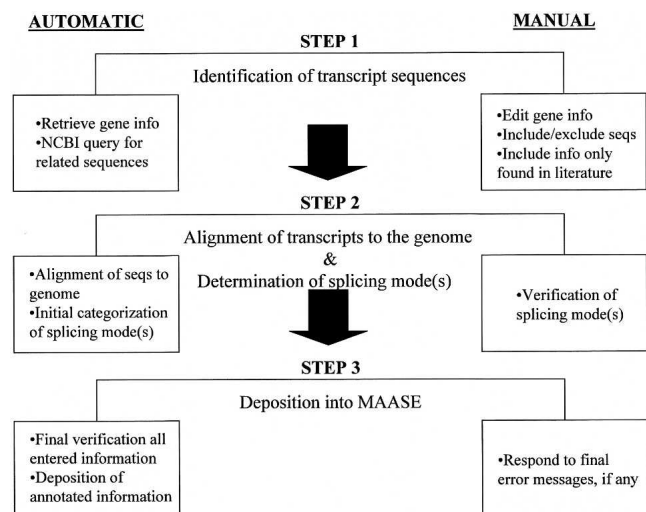 AUTOMATIC
MANUAL
STEP 1
Identification of transcript sequences
•Retrieve gene info
•NCBI query for
related sequences
•Edit gene info
•Include/exclude seqs
•Include info only
found in literature
STEP 2
Alignment of transcripts to the genome
&
Determination of splicing mode(s)
•Alignment of seqs to
genome
•Initial categorization
of splicing mode(s)
•Verification of
splicing mode(s)
STEP 3
Deposition into MAASE
•Final verification all
entered information
•Deposition of
annotated information
•Respond to final
error messages, if any